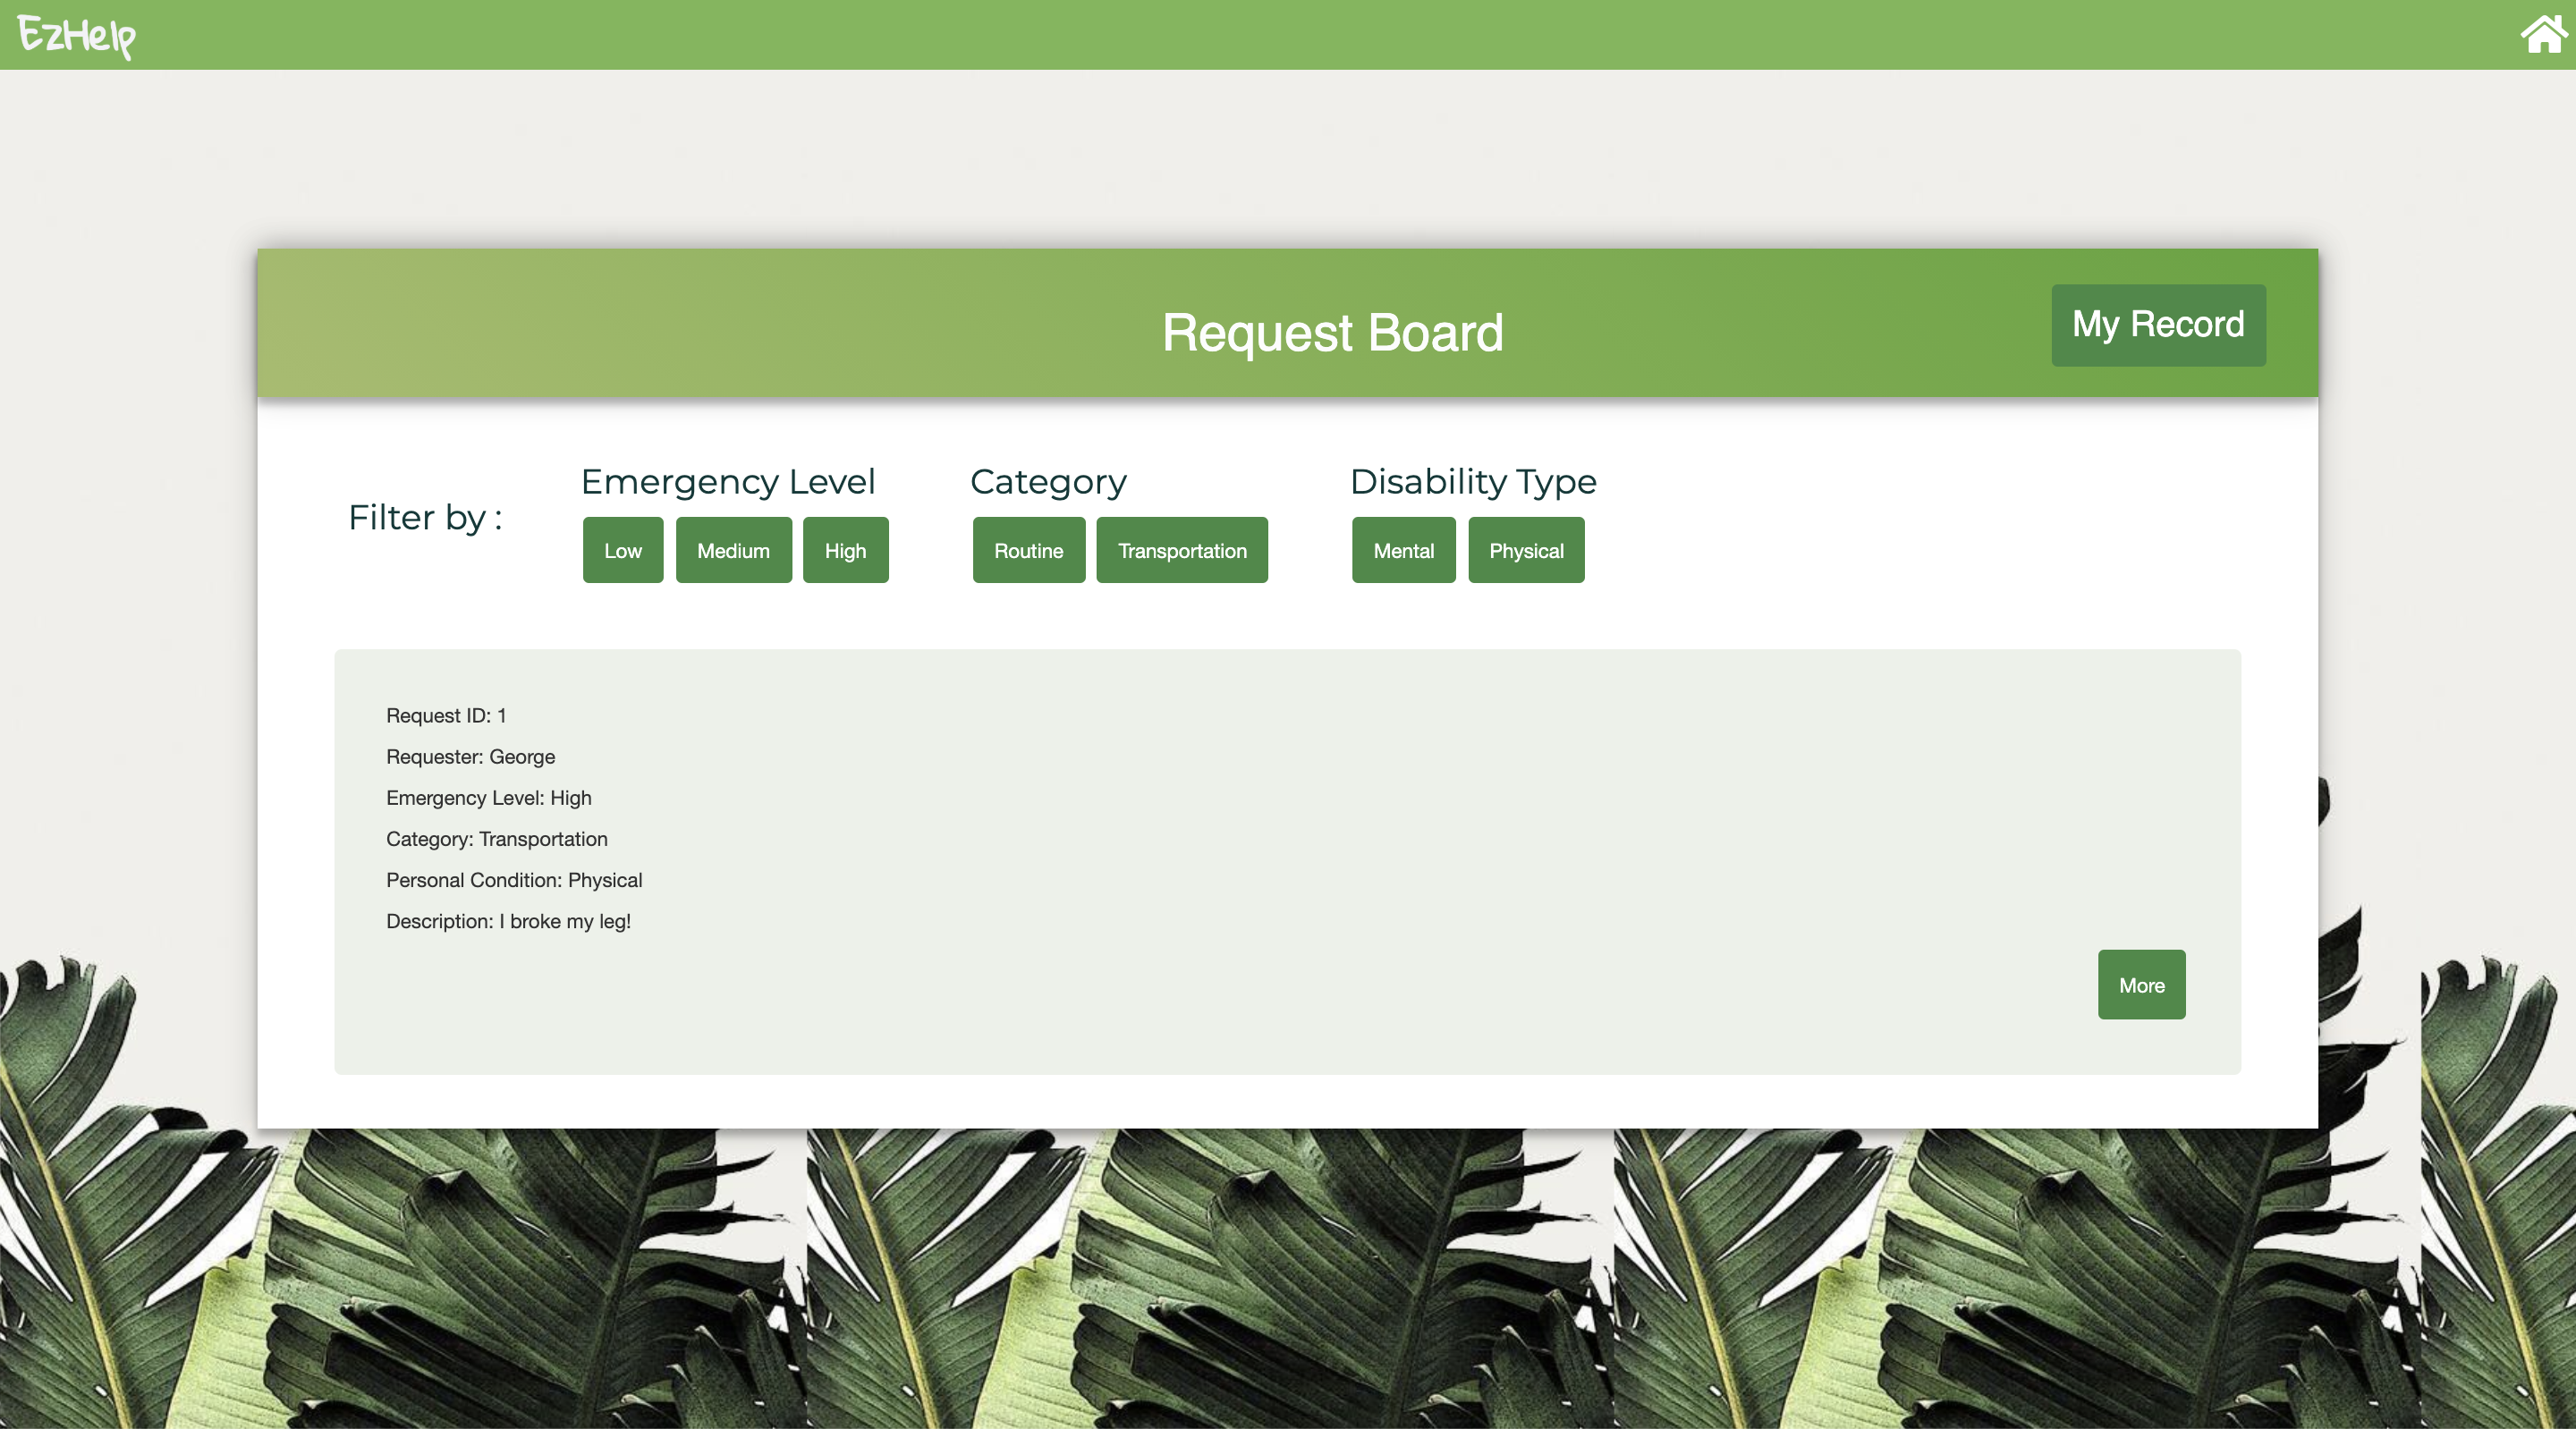 EzHelp
Request Board
My Record
Filter by :
Emergency Level
Low Medium High
Category
Routine Transportation
Disability Type
Mental Physical
Request ID: 1
Requester: George
Emergency Level: High
Category: Transportation
Personal Condition: Physical
Description: I broke my leg!
More